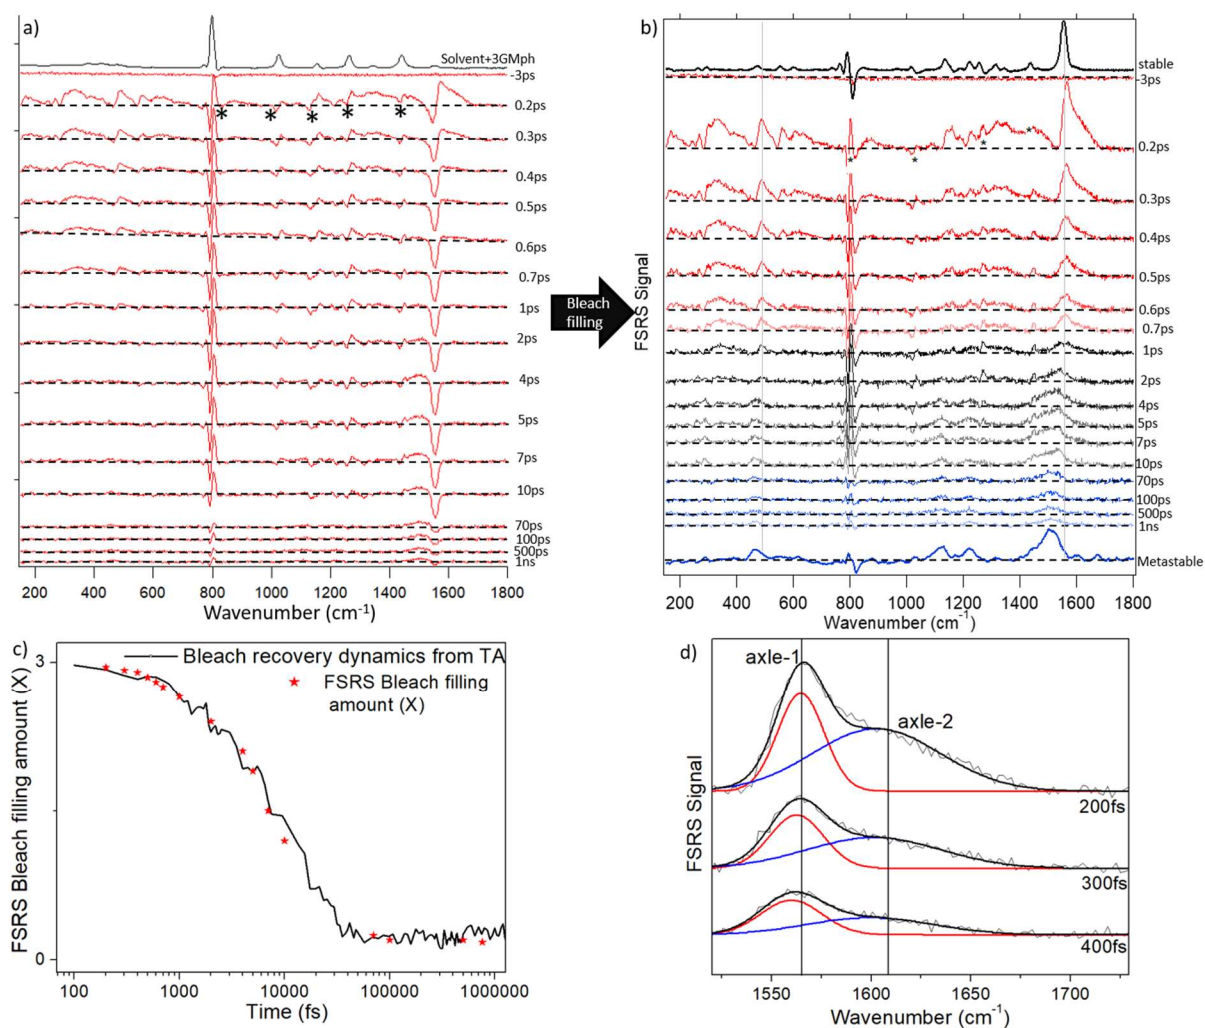 a)
Solvent+3GMph
-3ps
0.2ps
* * * * *
0.3ps
0.4ps
0.5ps
0.6ps
0.7ps
1ps
2ps
4ps
5ps
7ps
10ps
70ps
100ps
500ps
1ns
200 400 600 800 1000 1200 1400 1600 1800
Wavenumber (cm-1)
Bleach
filling
b)
FSRS Signal
stable
-3ps
0.2ps
* * * *
0.3ps
0.4ps
0.5ps
0.6ps
0.7ps
1ps
2ps
4ps
5ps
7ps
10ps
70ps
100ps
500ps
1ns
Metastable
200 400 600 800 1000 1200 1400 1600 1800
Wavenumber (cm-1)
c)
FSRS Bleach filling amount (X)
3
0
Bleach recovery dynamics from TA
FSRS Bleach filling
amount (X)
100 1000 10000 100000 1000000
Time (fs)
d)
FSRS Signal
axle-1
axle-2
200fs
300fs
400fs
1550 1600 1650 1700
Wavenumber (cm-1)